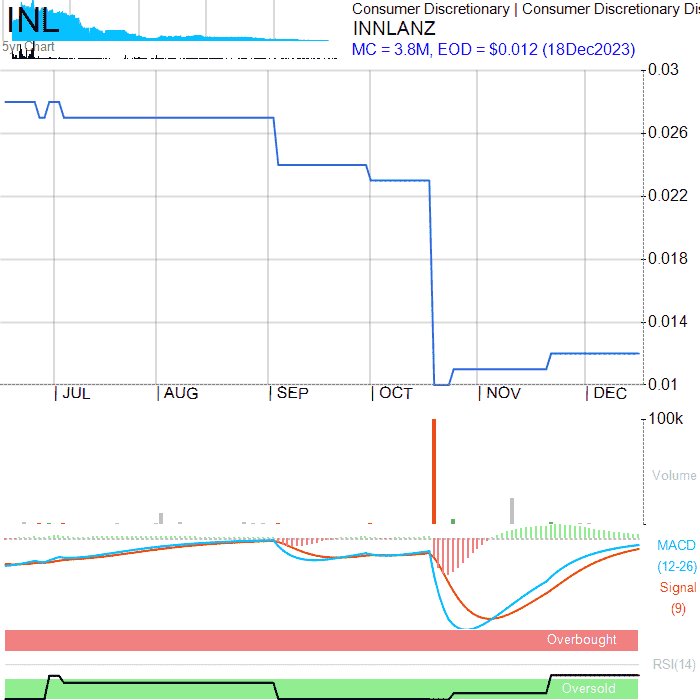 INL
5yr Chart
Consumer Discretionary | Consumer Discretionary Dis
INNLANZ
MC = 3.8M, EOD = $0.012 (18Dec2023)
0.03
0.026
0.022
0.018
0.014
0.01
JUL
AUG
SEP
OCT
NOV
DEC
100k
Volume
MACD
(12-26)
Signal
(9)
Overbought
RSI(14)
Oversold